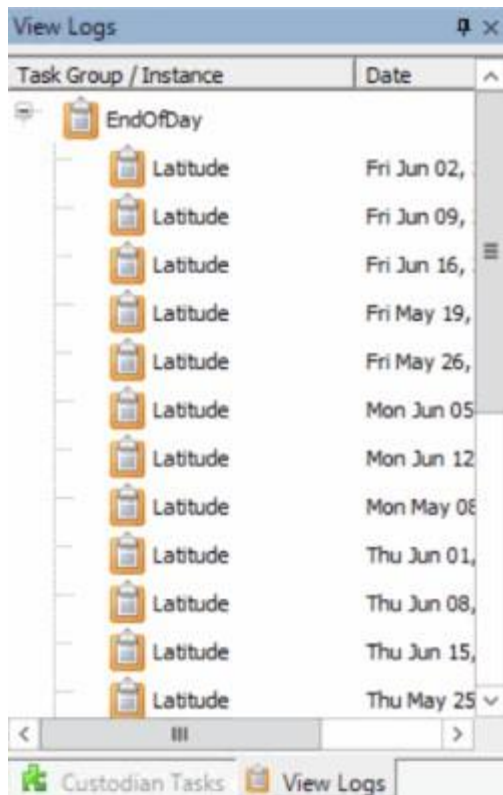 View Logs
Task Group / Instance Date
EndOfDay
Latitude Fri Jun 02,
Latitude Fri Jun 09,
Latitude Fri Jun 16,
Latitude Fri May 19,
Latitude Fri May 26,
Latitude Mon Jun 05
Latitude Mon Jun 12
Latitude Mon May 08
Latitude Thu Jun 01,
Latitude Thu Jun 08,
Latitude Thu Jun 15,
Latitude Thu May 25
Custodian Tasks View Logs